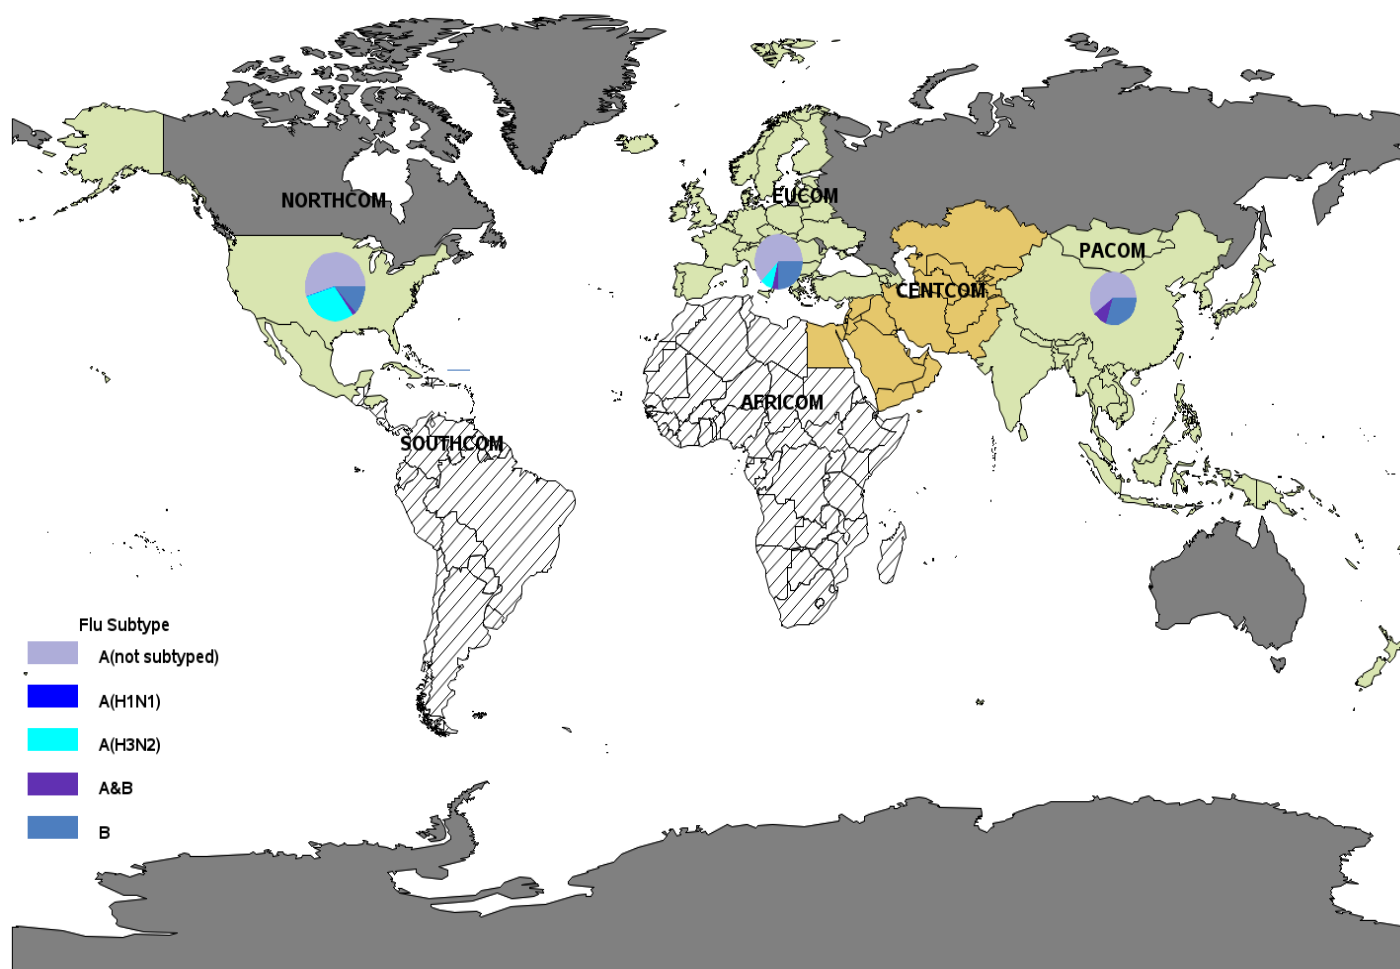 NORTHCOM
EUCOM
PACOM
CENTCOM
AFRICOM
SOUTHCOM
Flu Subtype
A(not subtyped)
A(H1N1)
A(H3N2)
A&B
B